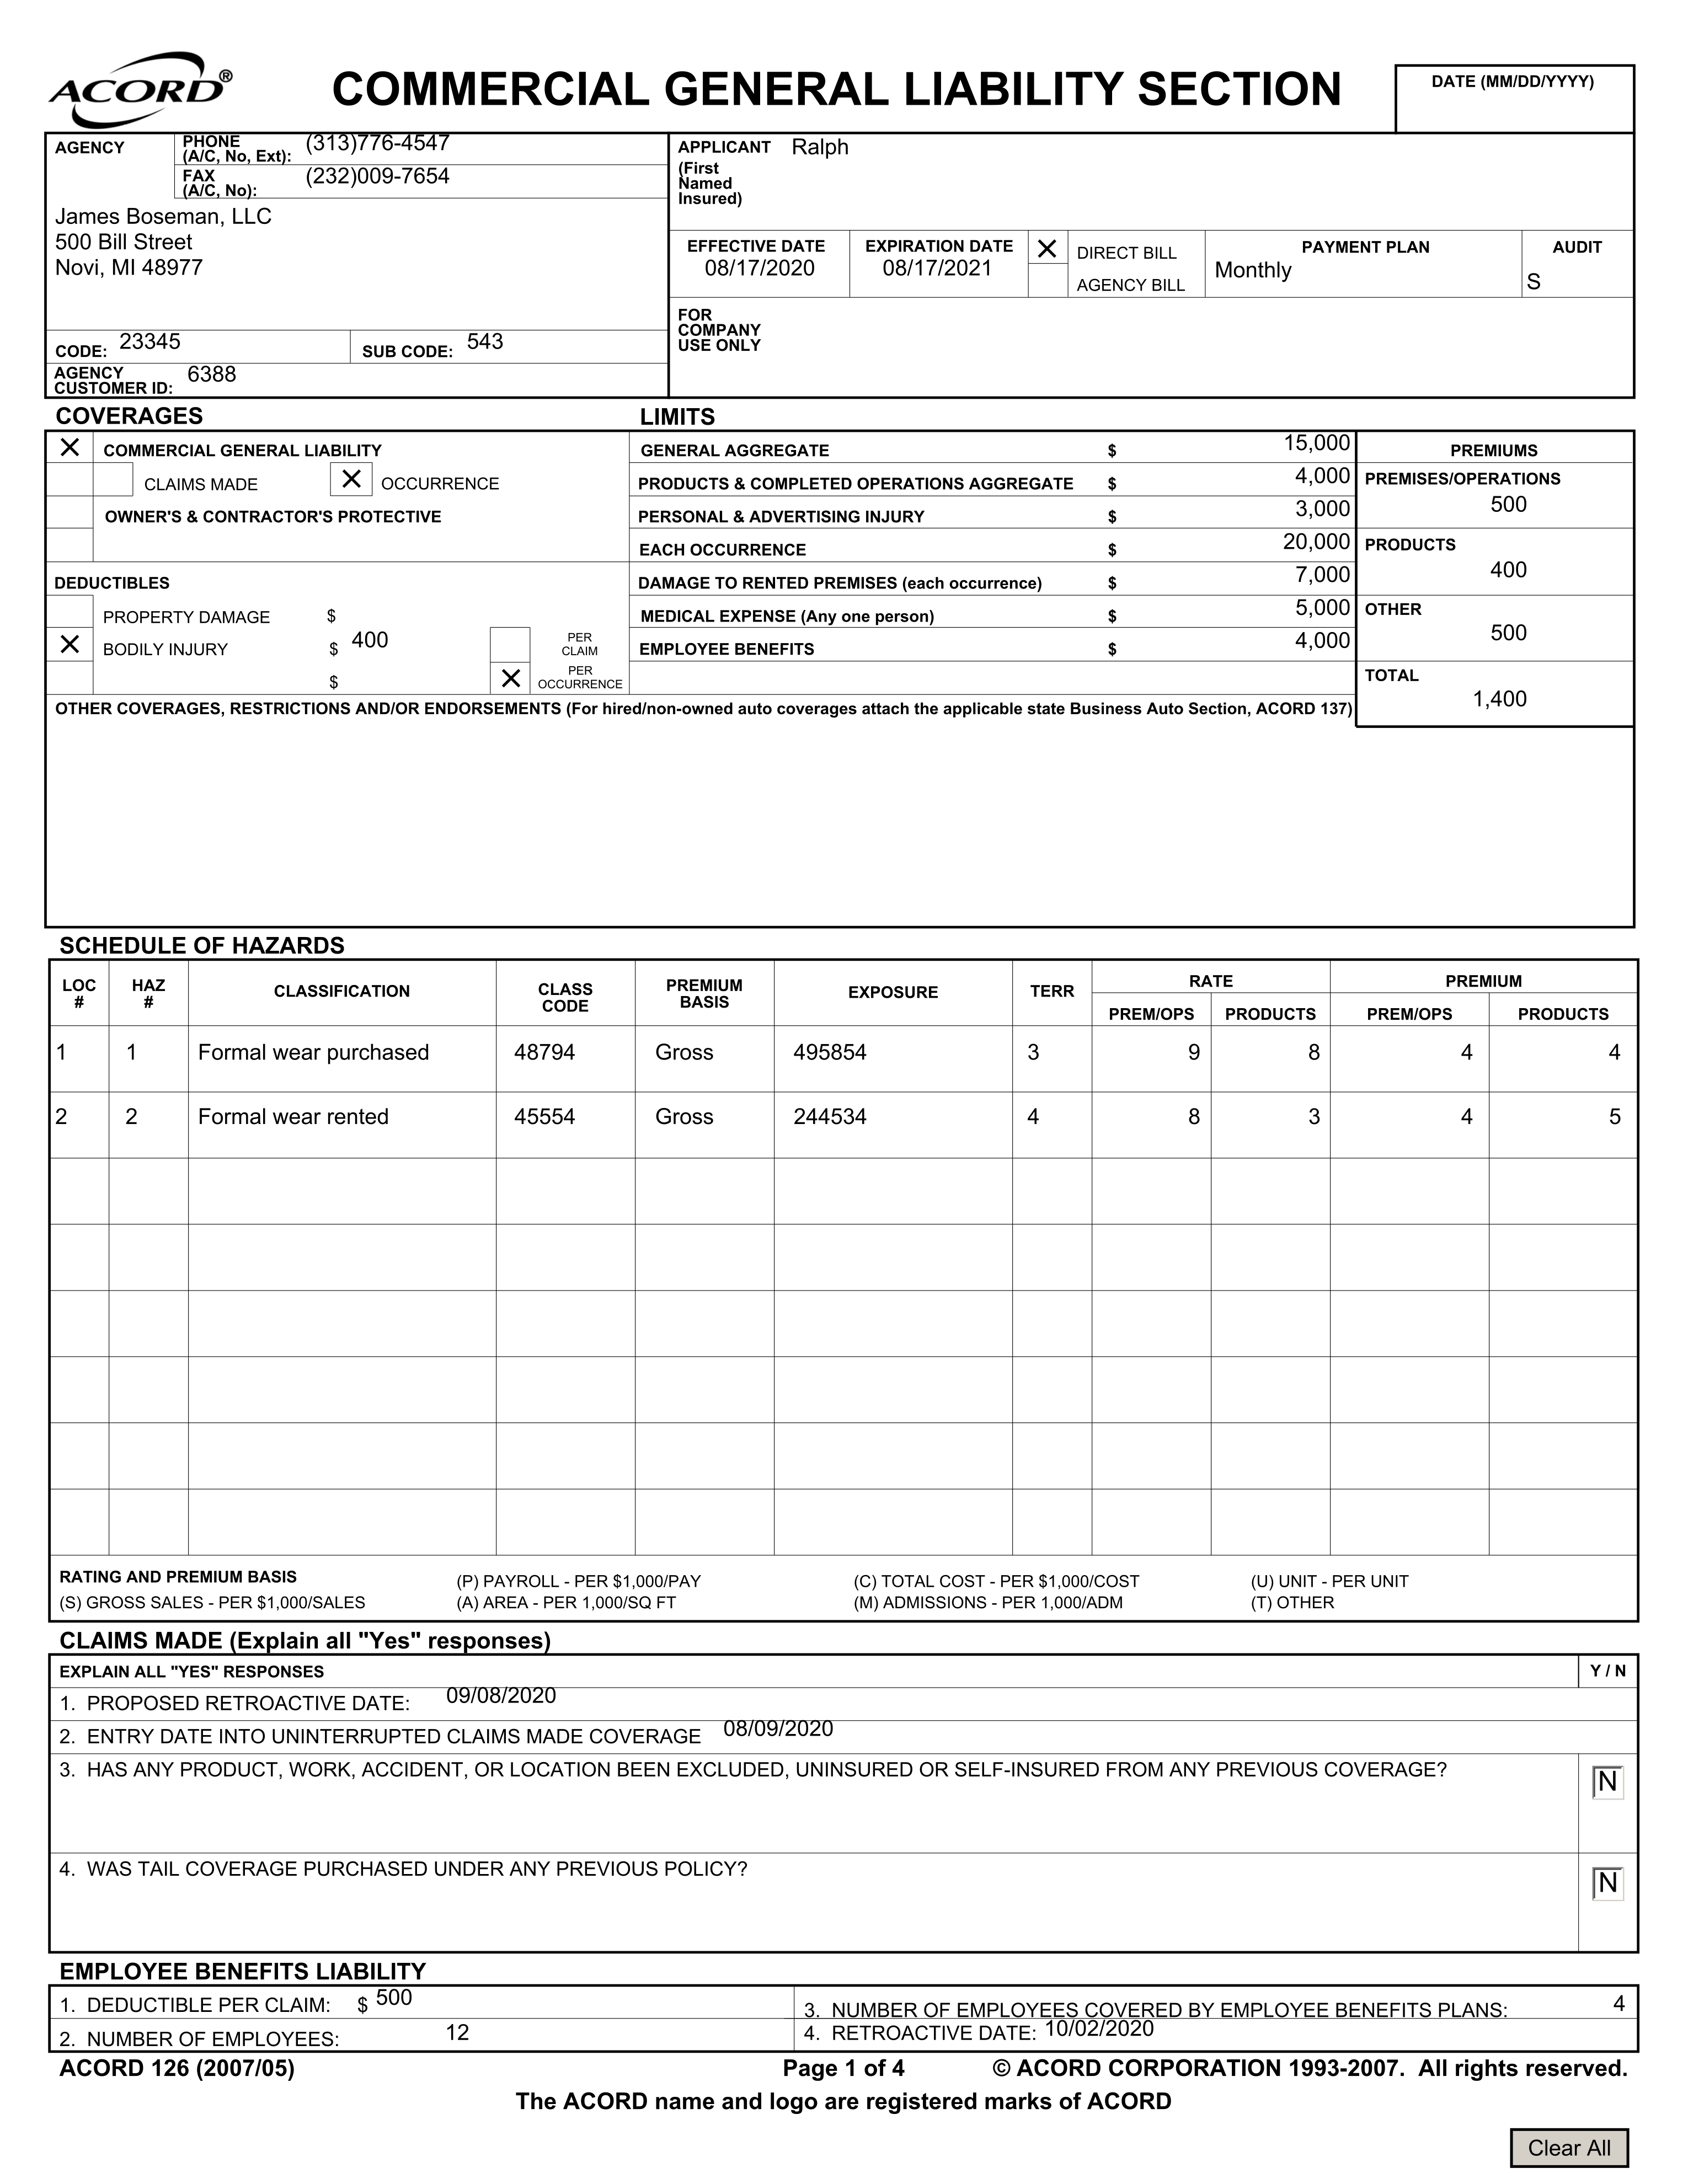 ACORD®
COMMERCIAL GENERAL LIABILITY SECTION
DATE (MM/DD/YYYY)
AGENCY
PHONE
(A/C, No, Ext):
(313)776-4547
FAX
(A/C, No):
(232)009-7654
James Boseman, LLC
500 Bill Street
Novi, MI 48977
CODE: 23345
SUB CODE: 543
AGENCY
CUSTOMER ID:
6388
APPLICANT Ralph
(First
Named
Insured)
EFFECTIVE DATE
08/17/2020
EXPIRATION DATE
08/17/2021
X DIRECT BILL
AGENCY BILL
PAYMENT PLAN
Monthly
AUDIT
S
FOR
COMPANY
USE ONLY
COVERAGES
X COMMERCIAL GENERAL LIABILITY
CLAIMS MADE X OCCURRENCE
OWNER'S & CONTRACTOR'S PROTECTIVE
DEDUCTIBLES
PROPERTY DAMAGE $
X BODILY INJURY $ 400
PER
CLAIM
$
X PER
OCCURRENCE
LIMITS
GENERAL AGGREGATE $ 15,000
PRODUCTS & COMPLETED OPERATIONS AGGREGATE $ 4,000
PERSONAL & ADVERTISING INJURY $ 3,000
EACH OCCURRENCE $ 20,000
DAMAGE TO RENTED PREMISES (each occurrence) $ 7,000
MEDICAL EXPENSE (Any one person) $ 5,000
EMPLOYEE BENEFITS $ 4,000
PREMIUMS
PREMISES/OPERATIONS
500
PRODUCTS
400
OTHER
500
TOTAL
1,400
OTHER COVERAGES, RESTRICTIONS AND/OR ENDORSEMENTS (For hired/non-owned auto coverages attach the applicable state Business Auto Section, ACORD 137)
SCHEDULE OF HAZARDS
LOC
#
HAZ
#
CLASSIFICATION
CLASS
CODE
PREMIUM
BASIS
EXPOSURE
TERR
RATE
PREM/OPS PRODUCTS
PREMIUM
PREM/OPS PRODUCTS
1 1 Formal wear purchased 48794 Gross 495854 3 9 8 4 4
2 2 Formal wear rented 45554 Gross 244534 4 8 3 4 5
RATING AND PREMIUM BASIS (P) PAYROLL - PER $1,000/PAY (C) TOTAL COST - PER $1,000/COST (U) UNIT - PER UNIT
(S) GROSS SALES - PER $1,000/SALES (A) AREA - PER 1,000/SQ FT (M) ADMISSIONS - PER 1,000/ADM (T) OTHER
CLAIMS MADE (Explain all "Yes" responses)
EXPLAIN ALL "YES" RESPONSES Y / N
1. PROPOSED RETROACTIVE DATE: 09/08/2020
2. ENTRY DATE INTO UNINTERRUPTED CLAIMS MADE COVERAGE 08/09/2020
3. HAS ANY PRODUCT, WORK, ACCIDENT, OR LOCATION BEEN EXCLUDED, UNINSURED OR SELF-INSURED FROM ANY PREVIOUS COVERAGE? N
4. WAS TAIL COVERAGE PURCHASED UNDER ANY PREVIOUS POLICY? N
EMPLOYEE BENEFITS LIABILITY
1. DEDUCTIBLE PER CLAIM: $ 500
3. NUMBER OF EMPLOYEES COVERED BY EMPLOYEE BENEFITS PLANS: 4
2. NUMBER OF EMPLOYEES: 12
4. RETROACTIVE DATE: 10/02/2020
ACORD 126 (2007/05) Page 1 of 4 © ACORD CORPORATION 1993-2007. All rights reserved.
The ACORD name and logo are registered marks of ACORD
Clear All